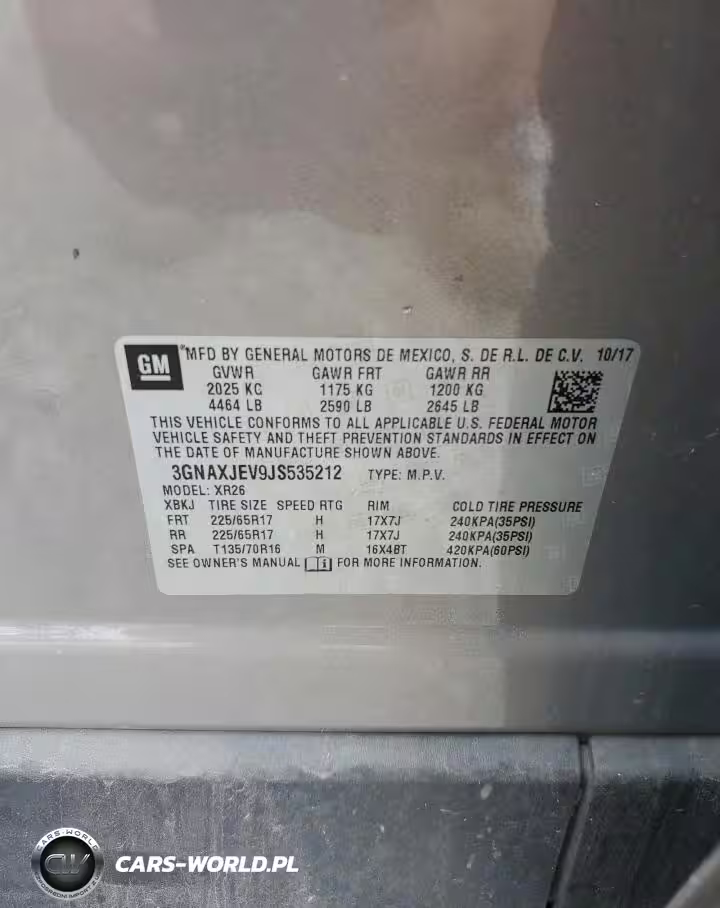 GM
MFD BY GENERAL MOTORS DE MEXICO, S. DE R.L. DE C.V. 10/17
GVWR GAWR FRT GAWR RR
2025 KG 1175 KG 1200 KG
4464 LB 2590 LB 2645 LB
THIS VEHICLE CONFORMS TO ALL APPLICABLE U.S. FEDERAL MOTOR
VEHICLE SAFETY AND THEFT PREVENTION STANDARDS IN EFFECT ON
THE DATE OF MANUFACTURE SHOWN ABOVE.
3GNAXJEV9JS535212 TYPE: M.P.V.
MODEL: XR26
XBKJ TIRE SIZE SPEED RTG RIM COLD TIRE PRESSURE
FRT 225/65R17 H 17X7J 240KPA(35PSI)
RR 225/65R17 H 17X7J 240KPA(35PSI)
SPA T135/70R16 M 16X4BT 420KPA(60PSI)
SEE OWNER'S MANUAL FOR MORE INFORMATION.
CARS-WORLD
CW
CARS-WORLD.PL